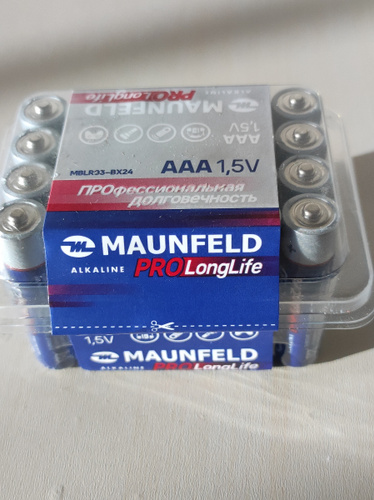 PROLongLife
MAUNFELD
AAA
1,5V
AAA 1,5V
MBLR03-BX24
ПРОфессиональная
долговечность
MAUNFELD
ALKALINE PROLongLife
1,5V
MAUNFELD
ALKALINE PROLongLife